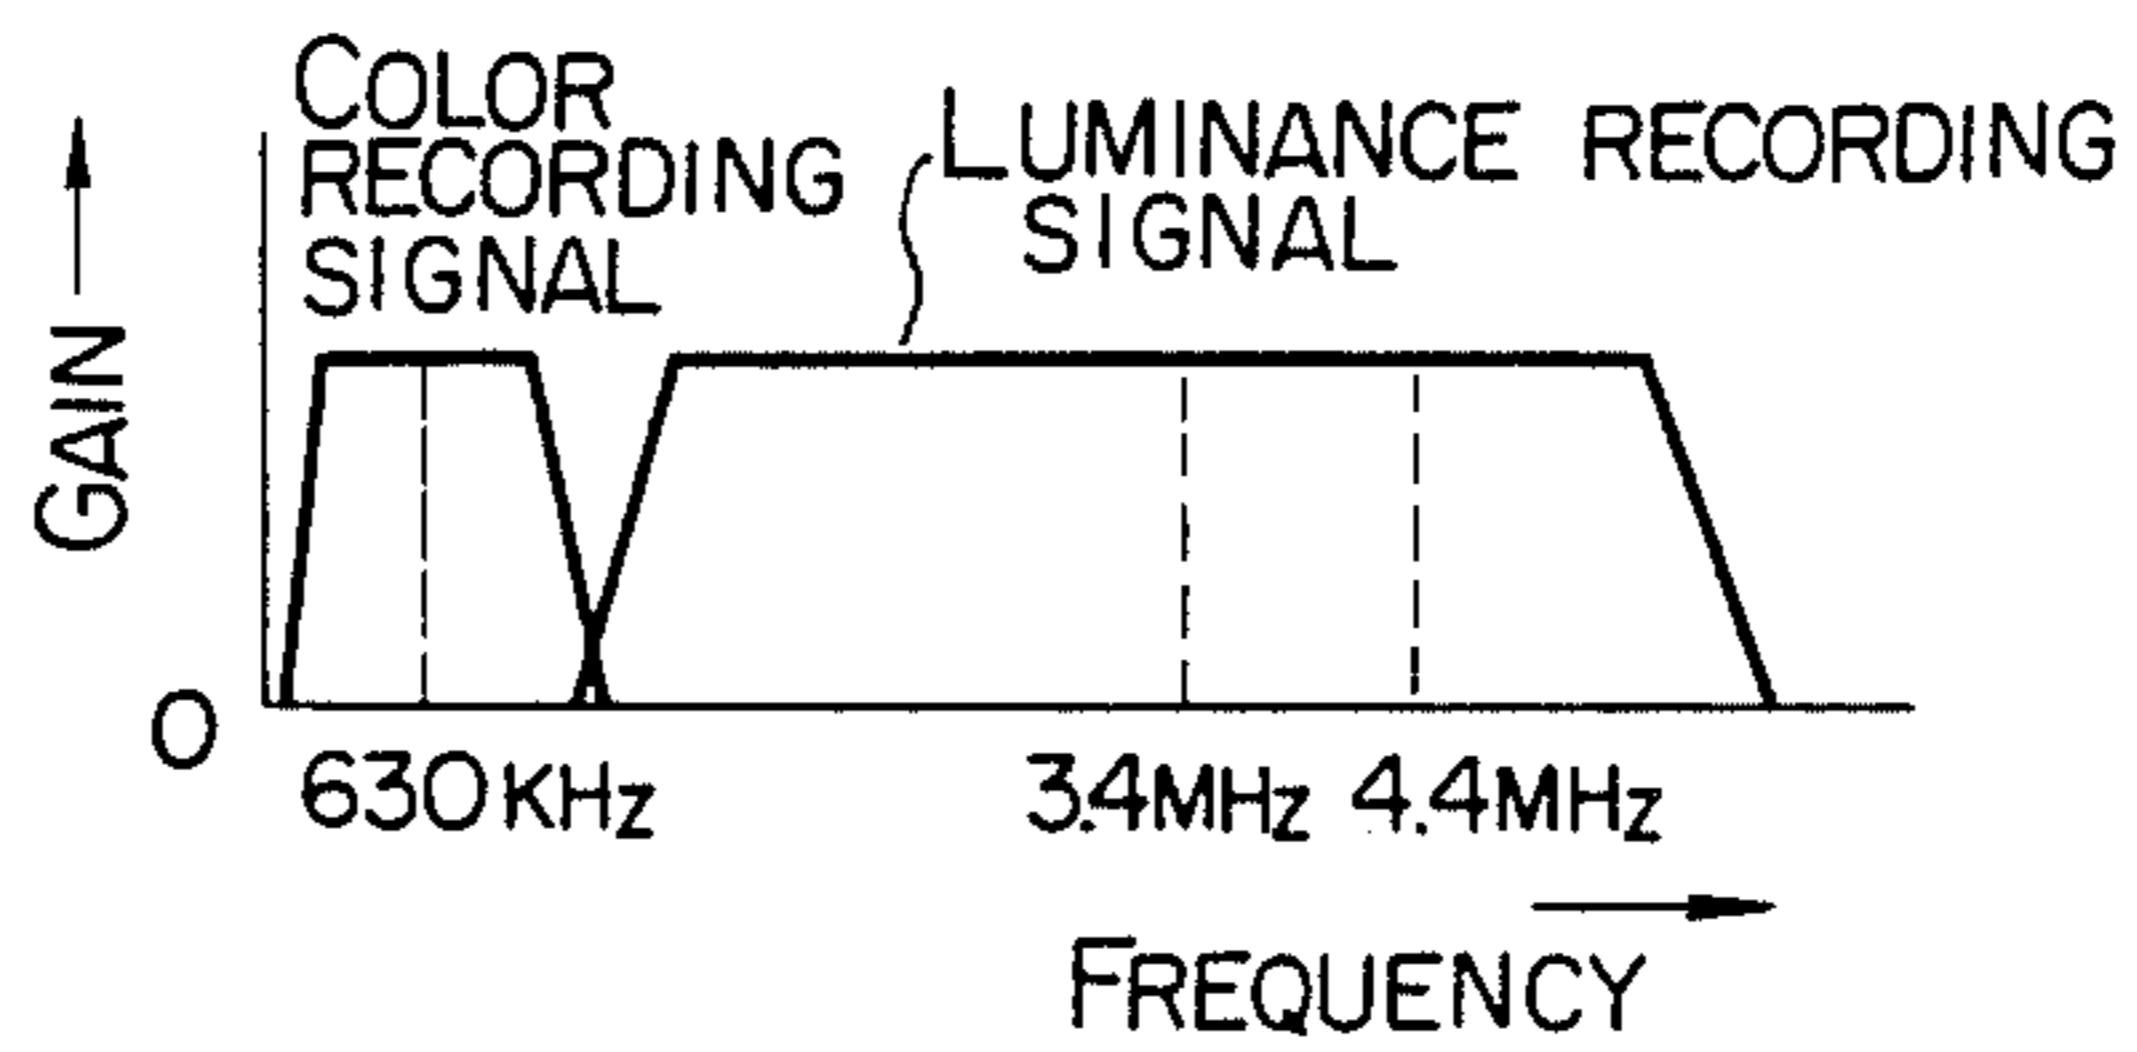 COLOR
RECORDING
SIGNAL
LUMINANCE RECORDING
SIGNAL
GAIN
0
630KHz
3.4MHz 4.4MHz
FREQUENCY